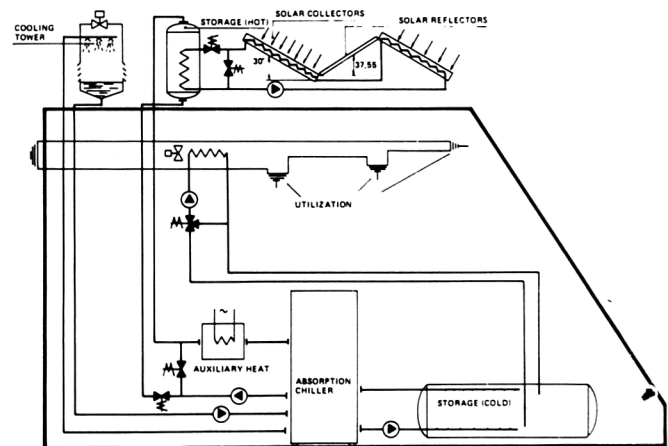 COOLING
TOWER
STORAGE (HOT)
SOLAR COLLECTORS
SOLAR REFLECTORS
30°
37,55
UTILIZATION
AUXILIARY HEAT
ABSORPTION
CHILLER
STORAGE (COLD)
~